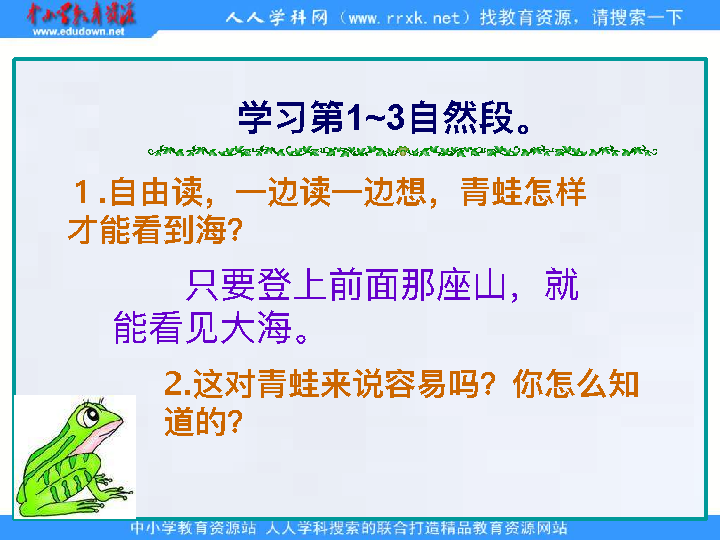 中小学教育资源
www.edudown.net
人人学科网（www.rrxk.net）找教育资源，请搜索一下
学习第1~3自然段。
１.自由读，一边读一边想，青蛙怎样
才能看到海？
只要登上前面那座山，就
能看见大海。
2.这对青蛙来说容易吗？你怎么知
道的？
中小学教育资源站 人人学科搜索的联合打造精品教育资源网站